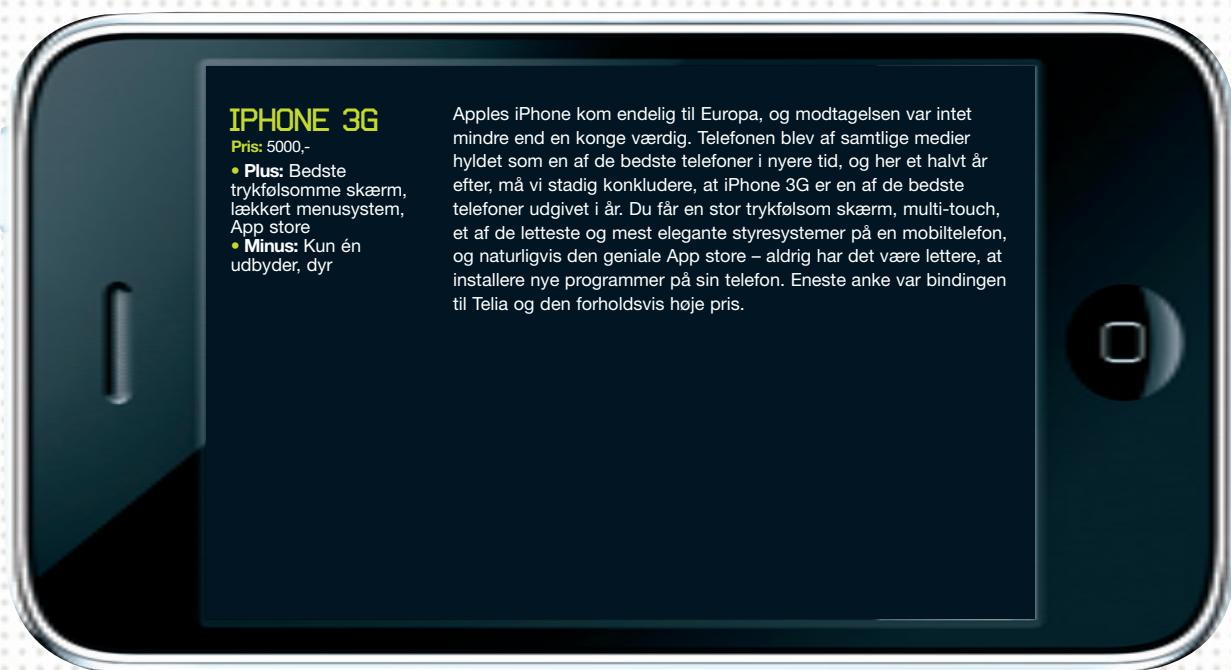 IPHONE 3G
Pris: 5000,-
• Plus: Bedste
trykfølsomme skærm,
lækkert menusystem,
App store
• Minus: Kun én
udbyder, dyr
Apples iPhone kom endelig til Europa, og modtagelsen var intet
mindre end en konge værdig. Telefonen blev af samtlige medier
hyldet som en af de bedste telefoner i nyere tid, og her et halvt år
efter, må vi stadig konkludere, at iPhone 3G er en af de bedste
telefoner udgivet i år. Du får en stor trykfølsom skærm, multi-touch,
et af de letteste og mest elegante styresystemer på en mobiltelefon,
og naturligvis den geniale App store – aldrig har det være lettere, at
installere nye programmer på sin telefon. Eneste anke var bindingen
til Telia og den forholdsvis høje pris.